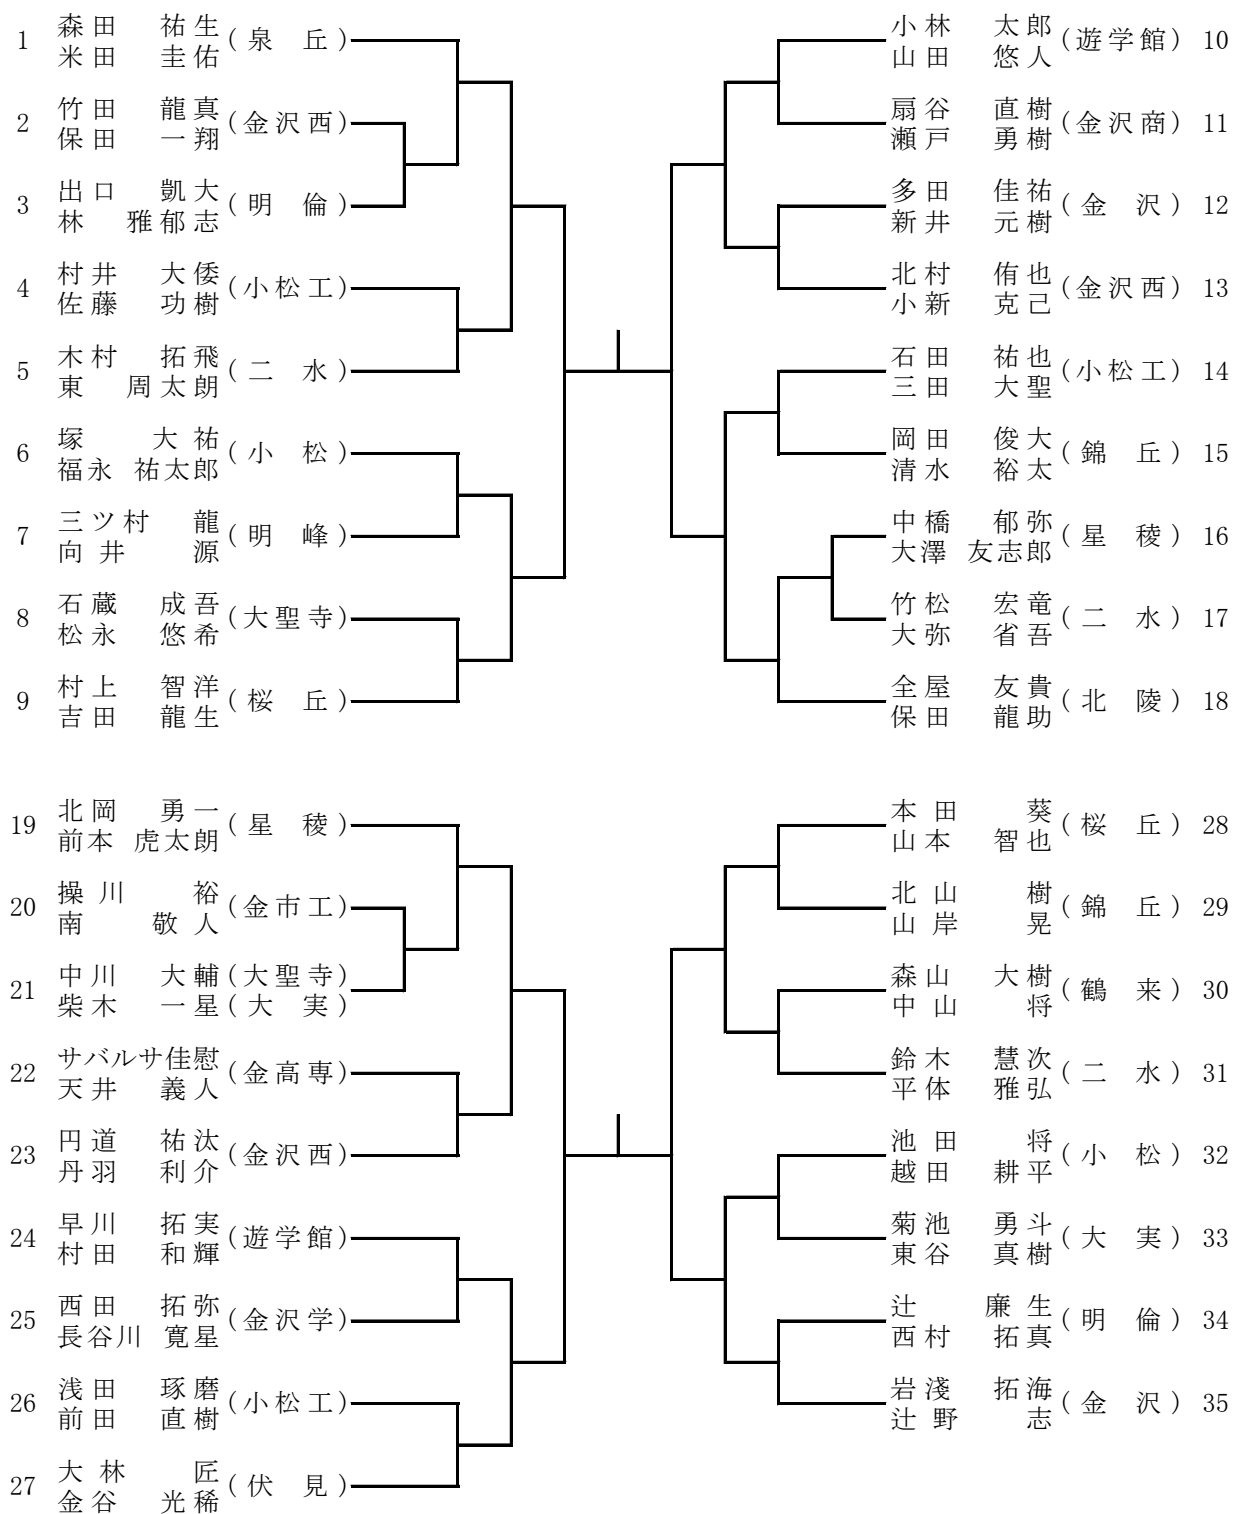 1 森田 祐生 (泉 丘)
米田 圭佑
2 竹田 龍真 (金沢西)
保田 一翔
3 出口 凱大 (明 倫)
林 雅郁志
4 村井 大倭 (小松工)
佐藤 功樹
5 木村 拓飛 (二 水)
東 周太朗
6 塚 大祐 (小 松)
福永 祐太郎
7 三ツ村 龍 (明 峰)
向井 源
8 石蔵 成吾 (大聖寺)
松永 悠希
9 村上 智洋 (桜 丘)
吉田 龍生
小林 太郎 (遊学館) 10
山田 悠人
扇谷 直樹 (金沢商) 11
瀬戸 勇樹
多田 佳祐 (金 沢) 12
新井 元樹
北村 侑也 (金沢西) 13
小新 克己
石田 祐也 (小松工) 14
三田 大聖
岡田 俊大 (錦 丘) 15
清水 裕太
中橋 郁弥 (星 稜) 16
大澤 友志郎
竹松 宏竜 (二 水) 17
大弥 省吾
全屋 友貴 (北 陵) 18
保田 龍助
19 北岡 勇一 (星 稜)
前本 虎太朗
20 操川 裕 (金市工)
南 敬人
21 中川 大輔 (大聖寺)
柴木 一星 (大 実)
22 サバルサ佳慰 (金高専)
天井 義人
23 円道 祐汰 (金沢西)
丹羽 利介
24 早川 拓実 (遊学館)
村田 和輝
25 西田 拓弥 (金沢学)
長谷川 寛星
26 浅田 琢磨 (小松工)
前田 直樹
27 大林 匠 (伏 見)
金谷 光稀
本田 葵 (桜 丘) 28
山本 智也
北山 樹 (錦 丘) 29
山岸 晃
森山 大樹 (鶴 来) 30
中山 将
鈴木 慧次 (二 水) 31
平体 雅弘
池田 将 (小 松) 32
越田 耕平
菊池 勇斗 (大 実) 33
東谷 真樹
辻 廉生 (明 倫) 34
西村 拓真
岩淺 拓海 (金 沢) 35
辻野 志